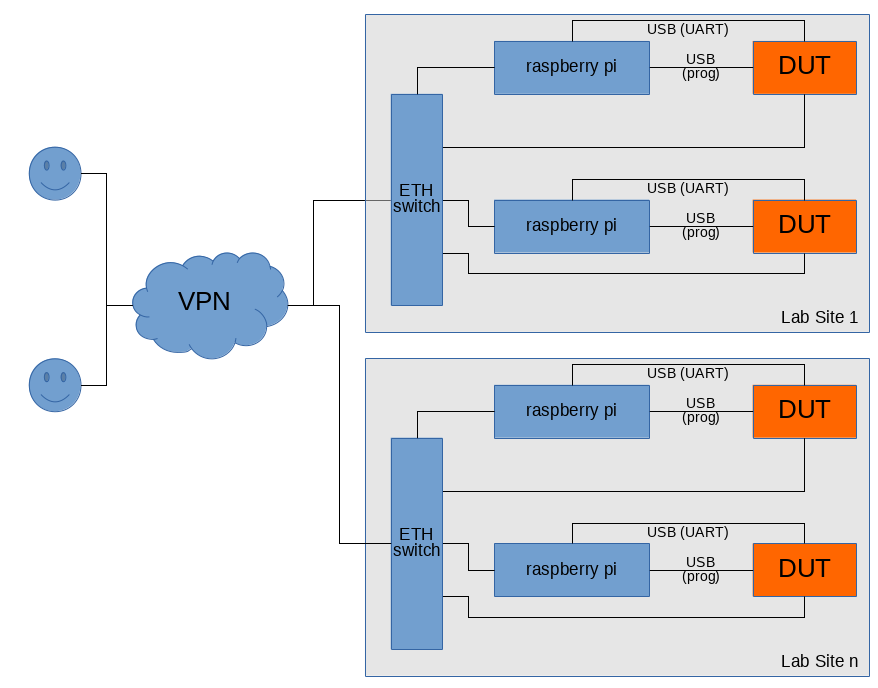 USB (UART)
raspberry pi
USB
(prog)
DUT
ETH
switch
USB (UART)
raspberry pi
USB
(prog)
DUT
Lab Site 1
VPN
USB (UART)
raspberry pi
USB
(prog)
DUT
ETH
switch
USB (UART)
raspberry pi
USB
(prog)
DUT
Lab Site n